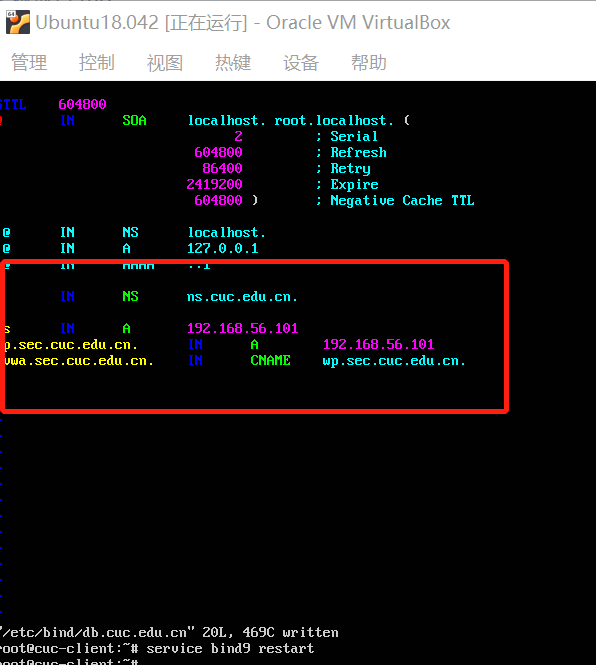 64
Ubuntu18.042 [正在运行] - Oracle VM VirtualBox
管理 控制 视图 热键 设备 帮助
TTL 604800
IN SOA localhost. root.localhost. (
2 ; Serial
604800 ; Refresh
86400 ; Retry
2419200 ; Expire
604800 ) ; Negative Cache TTL
@ IN NS localhost.
@ IN A 127.0.0.1
@ IN AAAA ::1
IN NS ns.cuc.edu.cn.
s IN A 192.168.56.101
p.sec.cuc.edu.cn. IN A 192.168.56.101
vwa.sec.cuc.edu.cn. IN CNAME wp.sec.cuc.edu.cn.
"/etc/bind/db.cuc.edu.cn" 20L, 469C written
root@cuc-client:~# service bind9 restart
root@cuc-client:~#